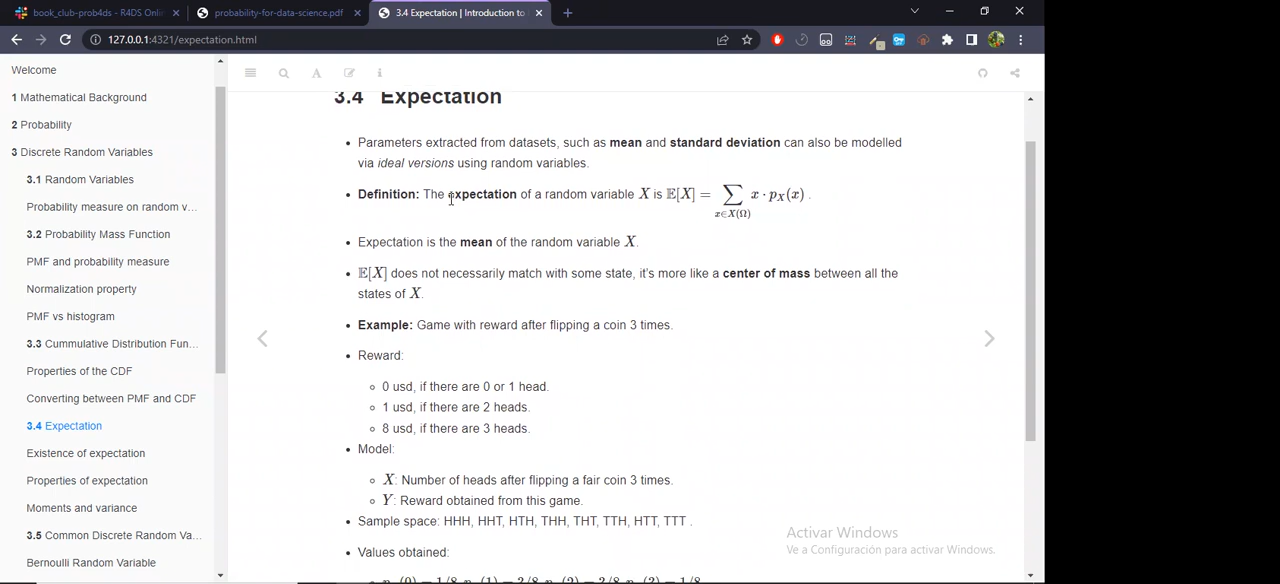 book_club-prob4ds - R4DS Onli
probability-for-data-science.pdf
3.4 Expectation | Introduction to
127.0.0.1:4321/expectation.html
Welcome
1 Mathematical Background
2 Probability
3 Discrete Random Variables
3.1 Random Variables
Probability measure on random v...
3.2 Probability Mass Function
PMF and probability measure
Normalization property
PMF vs histogram
3.3 Cummulative Distribution Fun...
Properties of the CDF
Converting between PMF and CDF
3.4 Expectation
Existence of expectation
Properties of expectation
Moments and variance
3.5 Common Discrete Random Va...
Bernoulli Random Variable
3.4 Expectation
• Parameters extracted from datasets, such as mean and standard deviation can also be modelled
via ideal versions using random variables.
• Definition: The expectation of a random variable X is 𝔼[X] = ∑ x · p_X(x) .
x∈X(Ω)
• Expectation is the mean of the random variable X.
• 𝔼[X] does not necessarily match with some state, it's more like a center of mass between all the
states of X.
• Example: Game with reward after flipping a coin 3 times.
• Reward:
◦ 0 usd, if there are 0 or 1 head.
◦ 1 usd, if there are 2 heads.
◦ 8 usd, if there are 3 heads.
• Model:
◦ X: Number of heads after flipping a fair coin 3 times.
◦ Y: Reward obtained from this game.
• Sample space: HHH, HHT, HTH, THH, THT, TTH, HTT, TTT .
• Values obtained:
Activar Windows
Ve a Configuración para activar Windows.